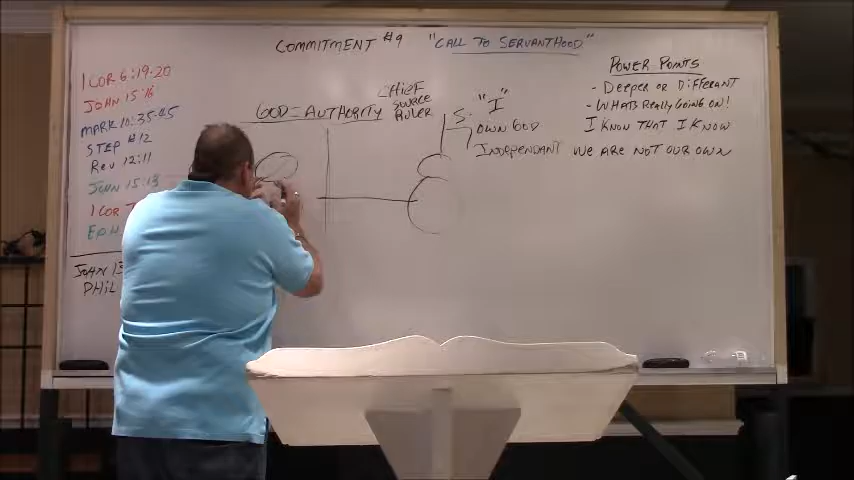 COMMITMENT #9 "CALL TO SERVANTHOOD"
1 COR 6:19-20
JOHN 15:16
MARK 10:35-45
STEP #12
REV 12:11
JOHN 15:13
1 COR
EPH
JOHN 13
PHIL
GOD = AUTHORITY
CHIEF
SOURCE
RULER
S.
"I"
OWN GOD
INDEPENDANT
POWER POINTS
- DEEPER OR DIFFERENT
- WHATS REALLY GOING ON!
I KNOW THAT I KNOW
WE ARE NOT OUR OWN